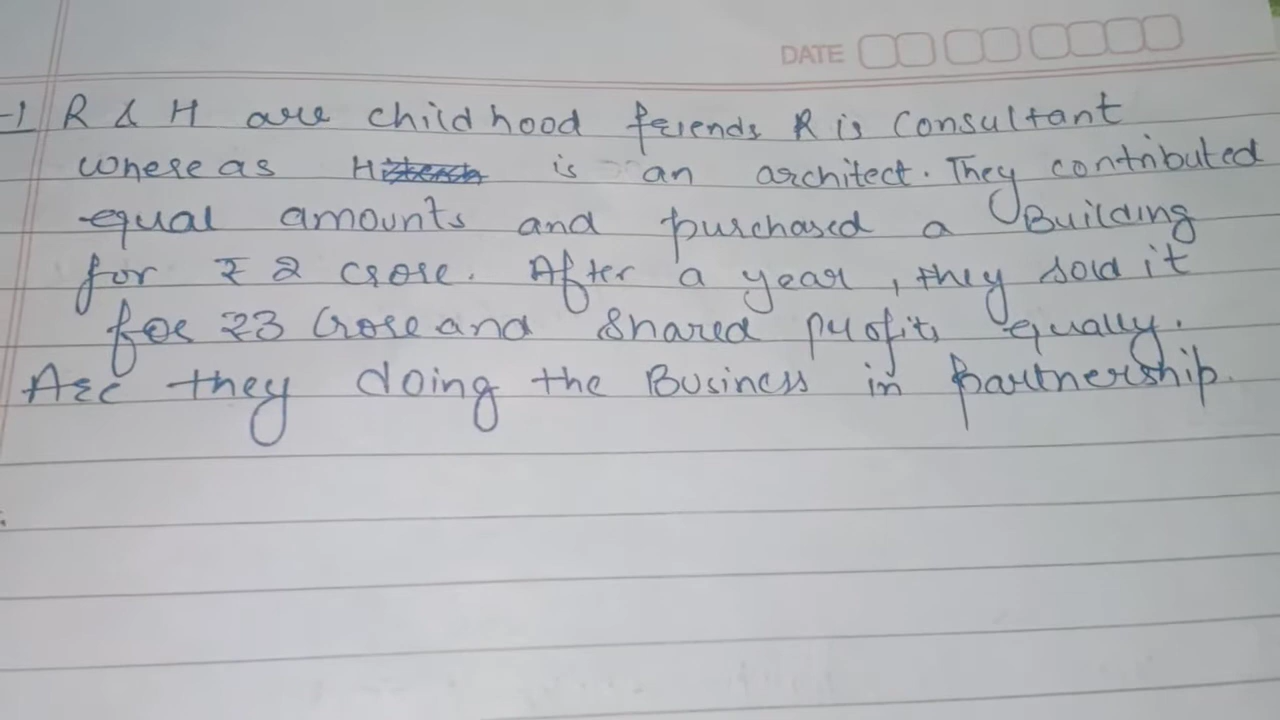 DATE
-1 R & H are childhood friends R is Consultant
whereas H is an architect. They contributed
equal amounts and purchased a Building
for ₹ 2 crore. After a year, they sold it
for ₹3 Crore and shared profits equally.
Are they doing the Business in partnership.